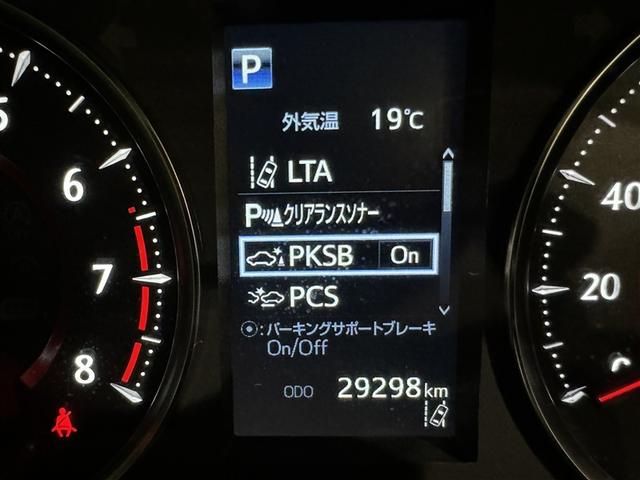 P
外気温 19℃
LTA
P クリアランスソナー
PKSB On
PCS
:パーキングサポートブレーキ
On/Off
ODO 29298km
6
7
8
40
20